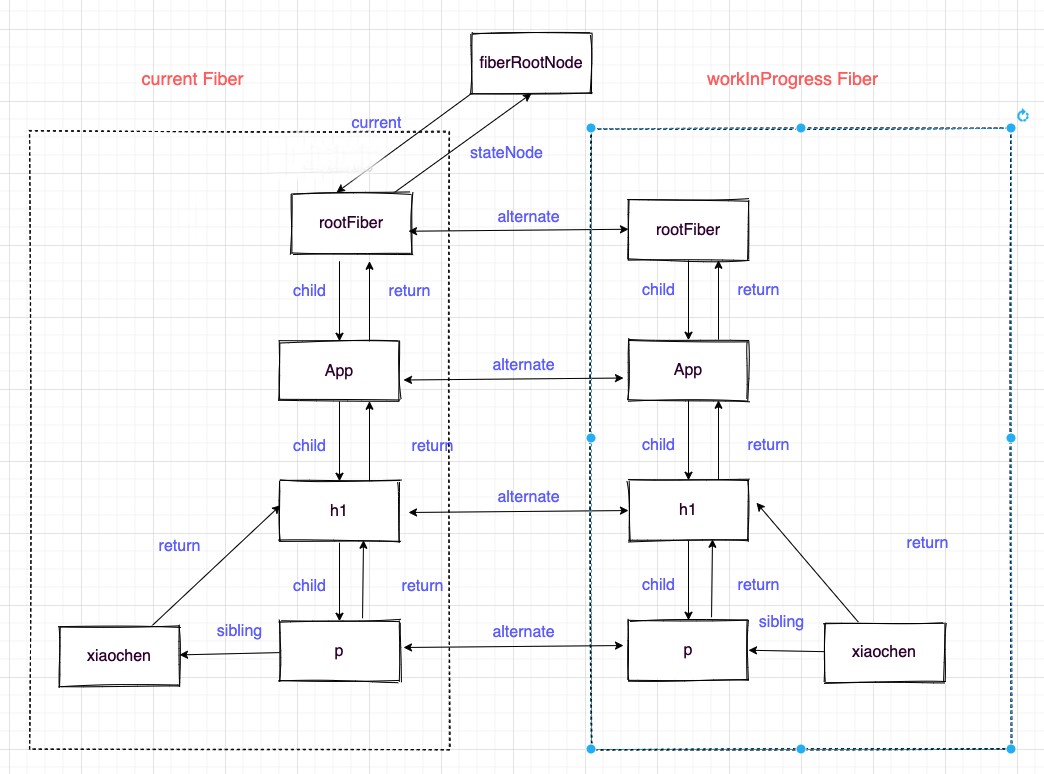 fiberRootNode
current Fiber
workInProgress Fiber
current
stateNode
rootFiber
alternate
rootFiber
child
return
child
return
App
alternate
App
child
return
child
return
h1
alternate
h1
return
return
child
return
child
return
sibling
sibling
xiaochen
p
alternate
p
xiaochen